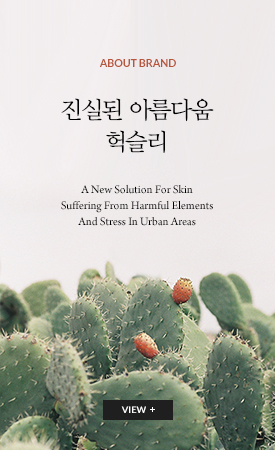 ABOUT BRAND
진실된 아름다움
헉슬리
A New Solution For Skin
Suffering From Harmful Elements
And Stress In Urban Areas
VIEW +